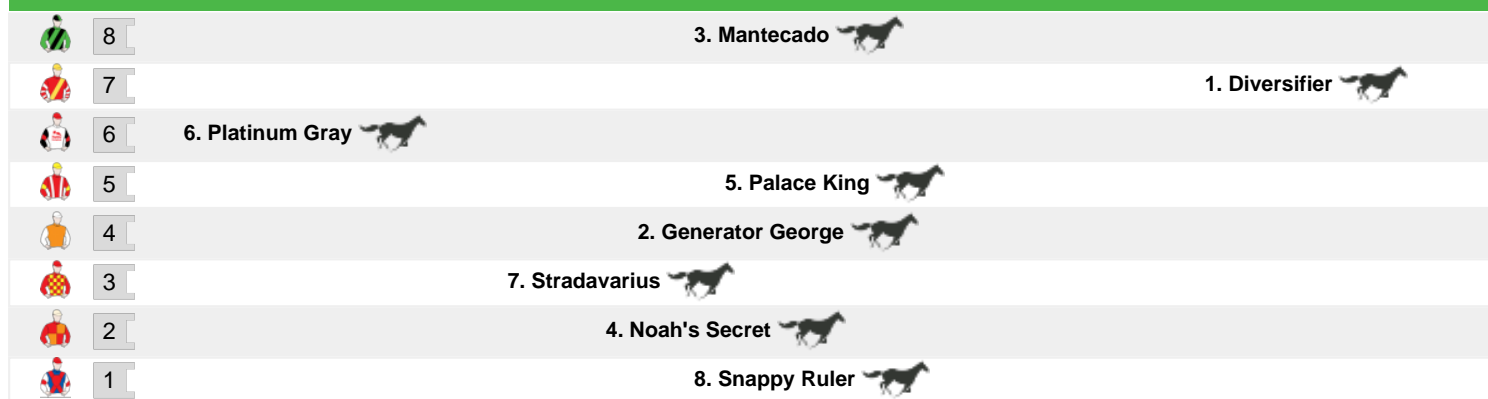 8 3. Mantecado
7 1. Diversifier
6 6. Platinum Gray
5 5. Palace King
4 2. Generator George
3 7. Stradavarius
2 4. Noah's Secret
1 8. Snappy Ruler